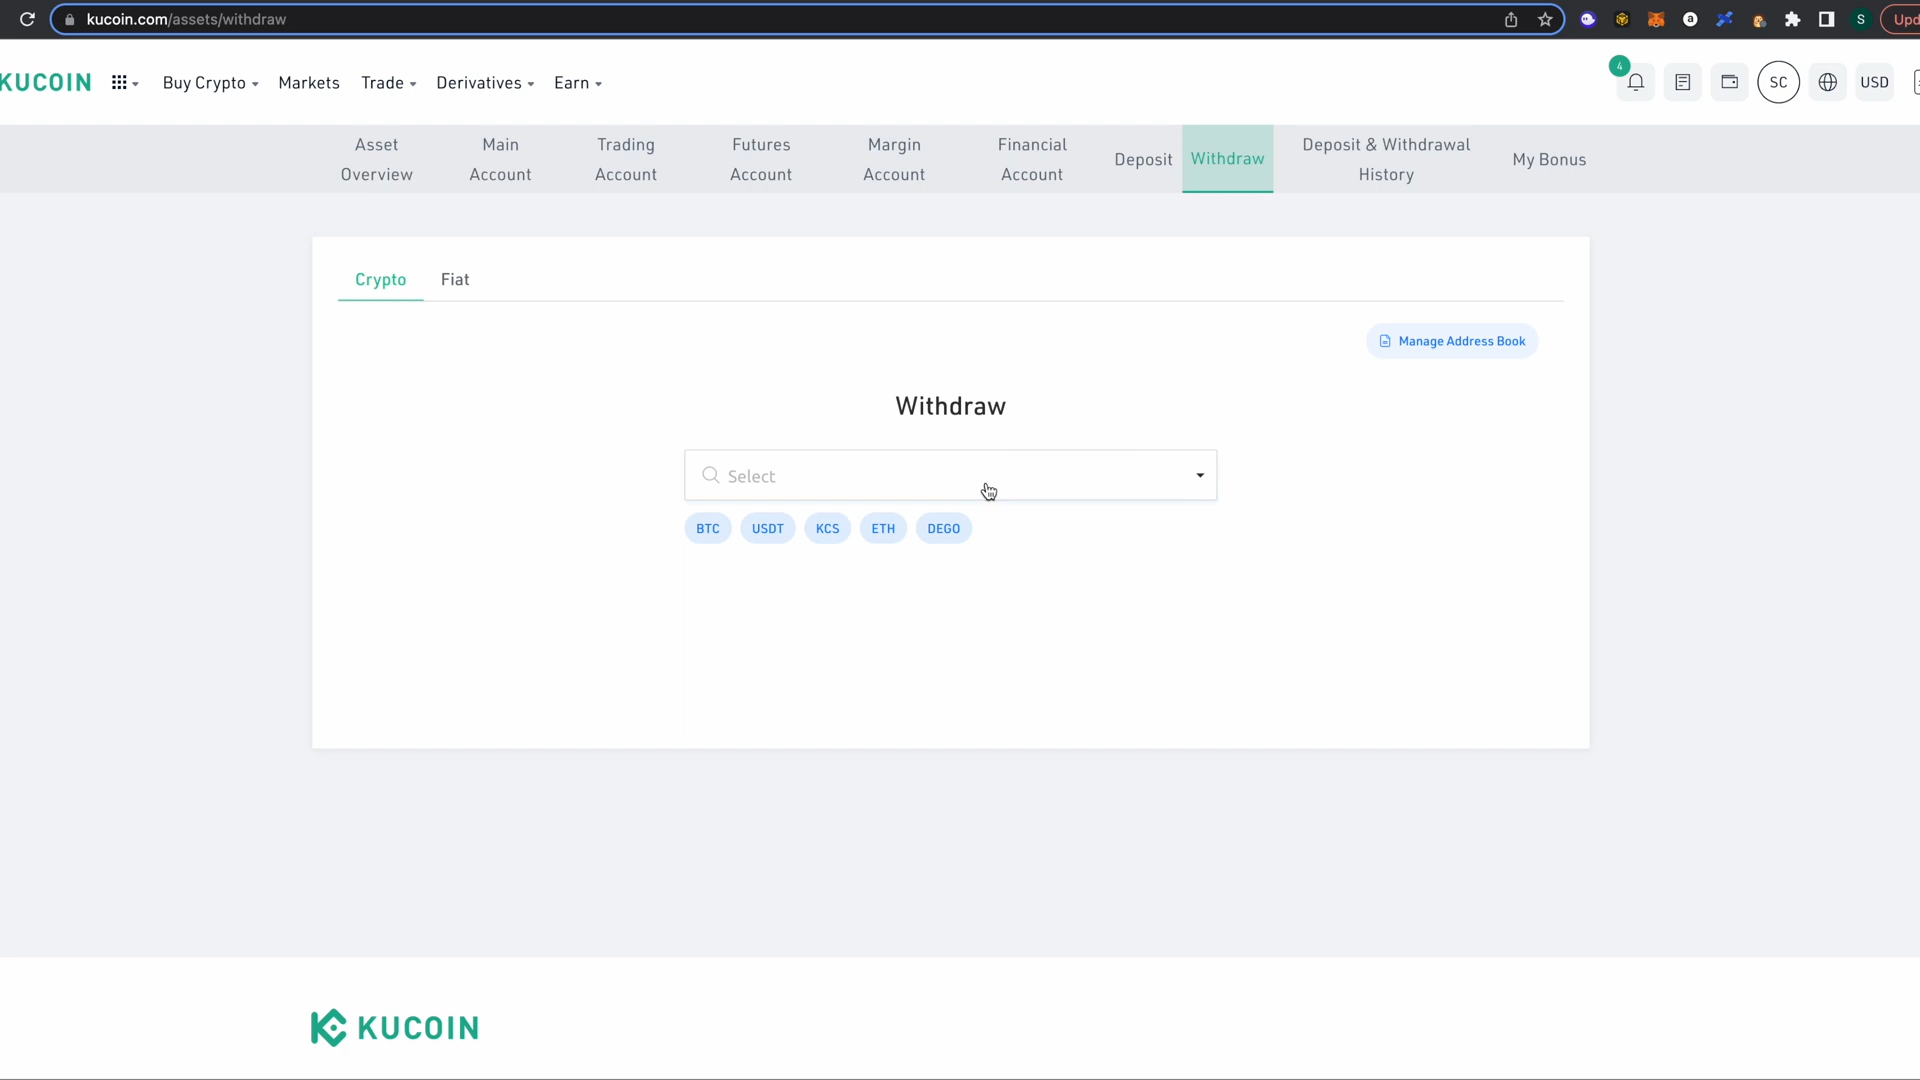 kucoin.com/assets/withdraw
S
Upd
KUCOIN
Buy Crypto
Markets
Trade
Derivatives
Earn
4
SC
USD
Asset Overview
Main Account
Trading Account
Futures Account
Margin Account
Financial Account
Deposit
Withdraw
Deposit & Withdrawal History
My Bonus
Crypto
Fiat
Manage Address Book
Withdraw
Select
BTC
USDT
KCS
ETH
DEGO
KUCOIN